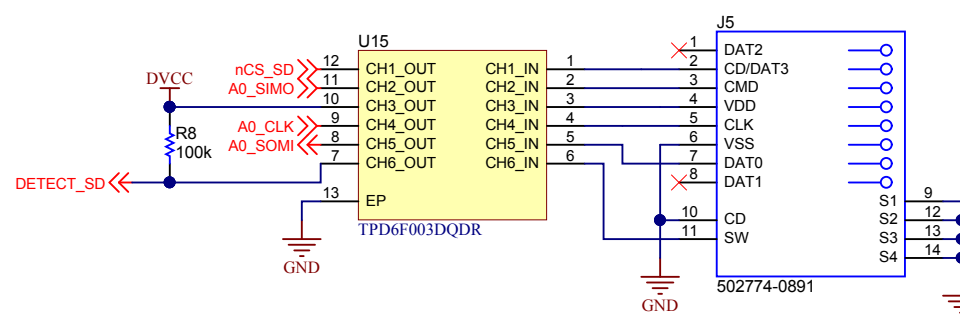 J5
U15
nCS_SD 12 CH1_OUT CH1_IN 1
A0_SIMO 11 CH2_OUT CH2_IN 2
DVCC 10 CH3_OUT CH3_IN 3
A0_CLK 9 CH4_OUT CH4_IN 4
A0_SOMI 8 CH5_OUT CH5_IN 5
7 CH6_OUT CH6_IN 6
R8
100k
DETECT_SD
13 EP
TPD6F003DQDR
GND
1 DAT2
2 CD/DAT3
3 CMD
4 VDD
5 CLK
6 VSS
7 DAT0
8 DAT1
10 CD
11 SW
S1 9
S2 12
S3 13
S4 14
502774-0891
GND